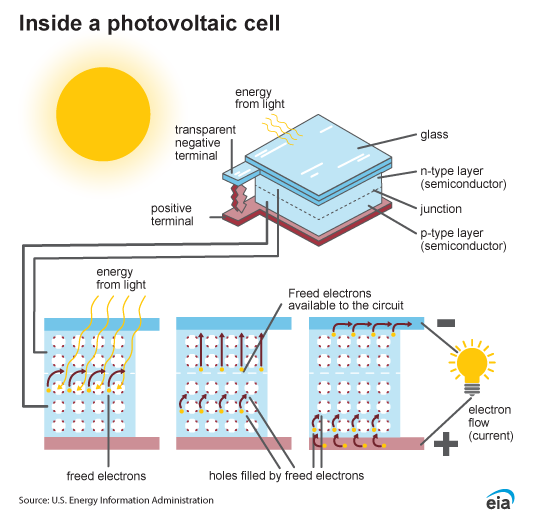 Inside a photovoltaic cell
energy
from light
transparent
negative
terminal
glass
n-type layer
(semiconductor)
positive
terminal
junction
p-type layer
(semiconductor)
energy
from light
Freed electrons
available to the circuit
−
+
electron
flow
(current)
freed electrons
holes filled by freed electrons
Source: U.S. Energy Information Administration
eia